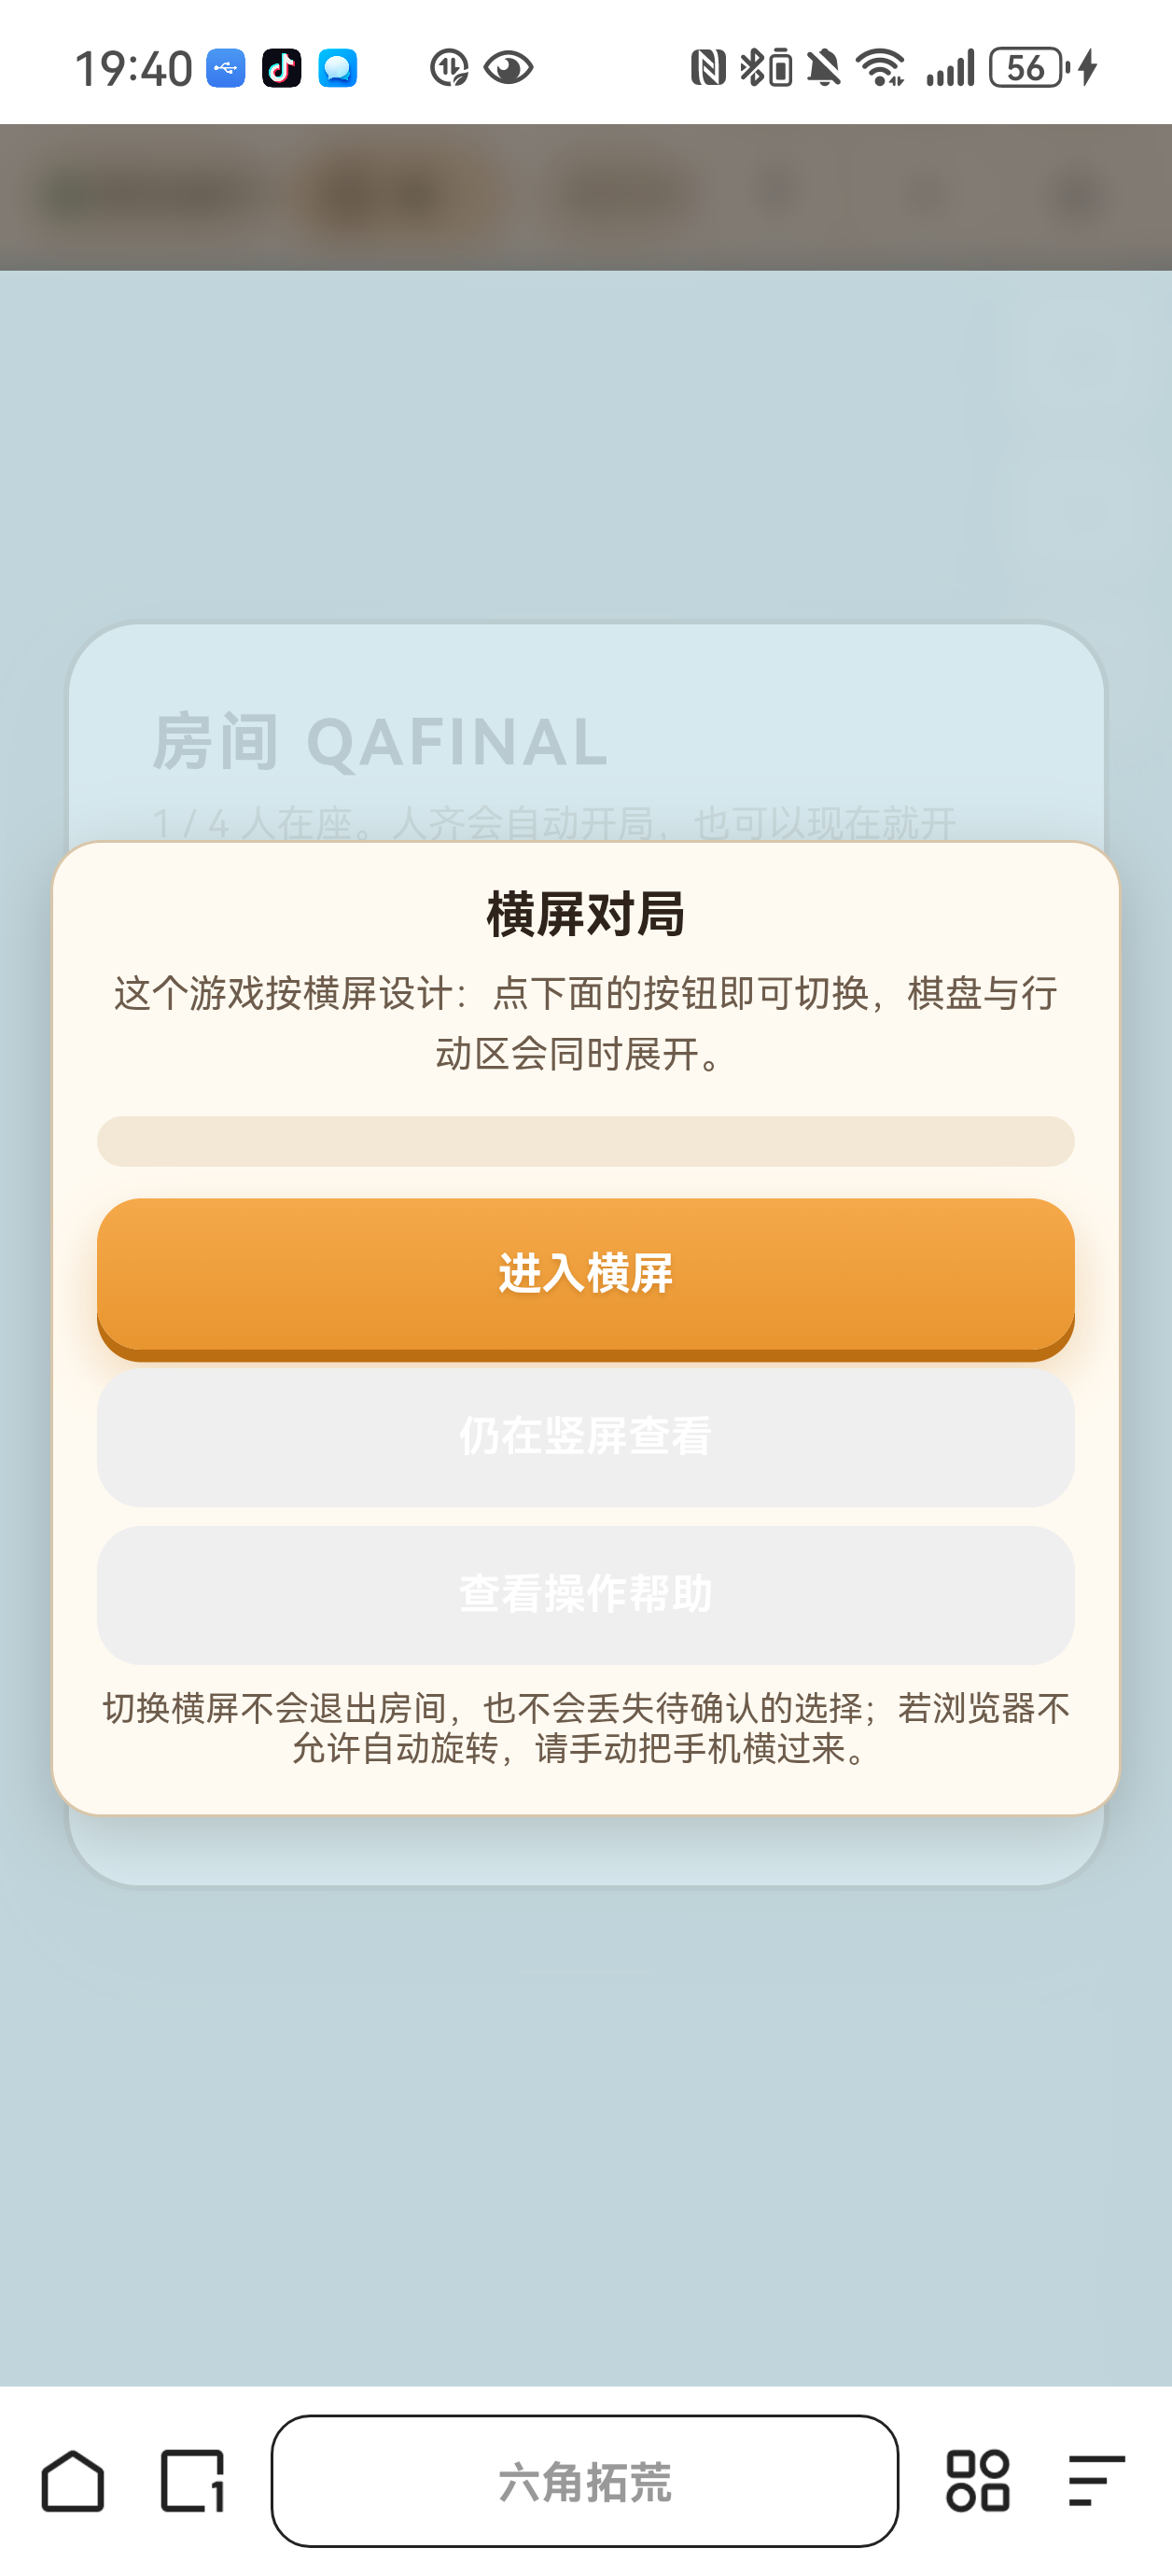 19:40
56
房间 QAFINAL
1 / 4 人在座。人齐会自动开局，也可以现在就开
横屏对局
这个游戏按横屏设计：点下面的按钮即可切换，棋盘与行
动区会同时展开。
进入横屏
仍在竖屏查看
查看操作帮助
切换横屏不会退出房间，也不会丢失待确认的选择；若浏览器不
允许自动旋转，请手动把手机横过来。
1
六角拓荒